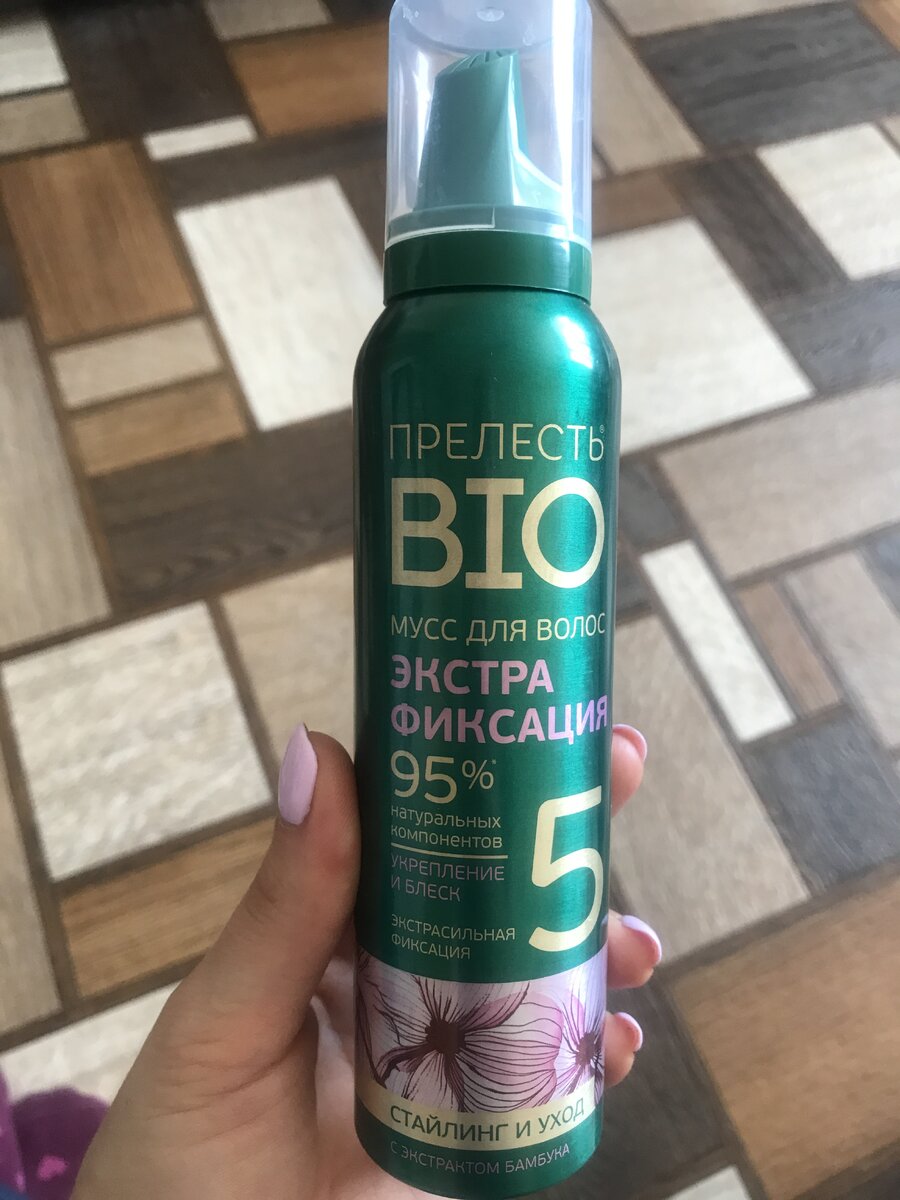 ПРЕЛЕСТЬ®
BIO
МУСС ДЛЯ ВОЛОС
ЭКСТРА
ФИКСАЦИЯ
95%*
натуральных
компонентов
УКРЕПЛЕНИЕ
И БЛЕСК
5
ЭКСТРАСИЛЬНАЯ
ФИКСАЦИЯ
СТАЙЛИНГ И УХОД
С ЭКСТРАКТОМ БАМБУКА